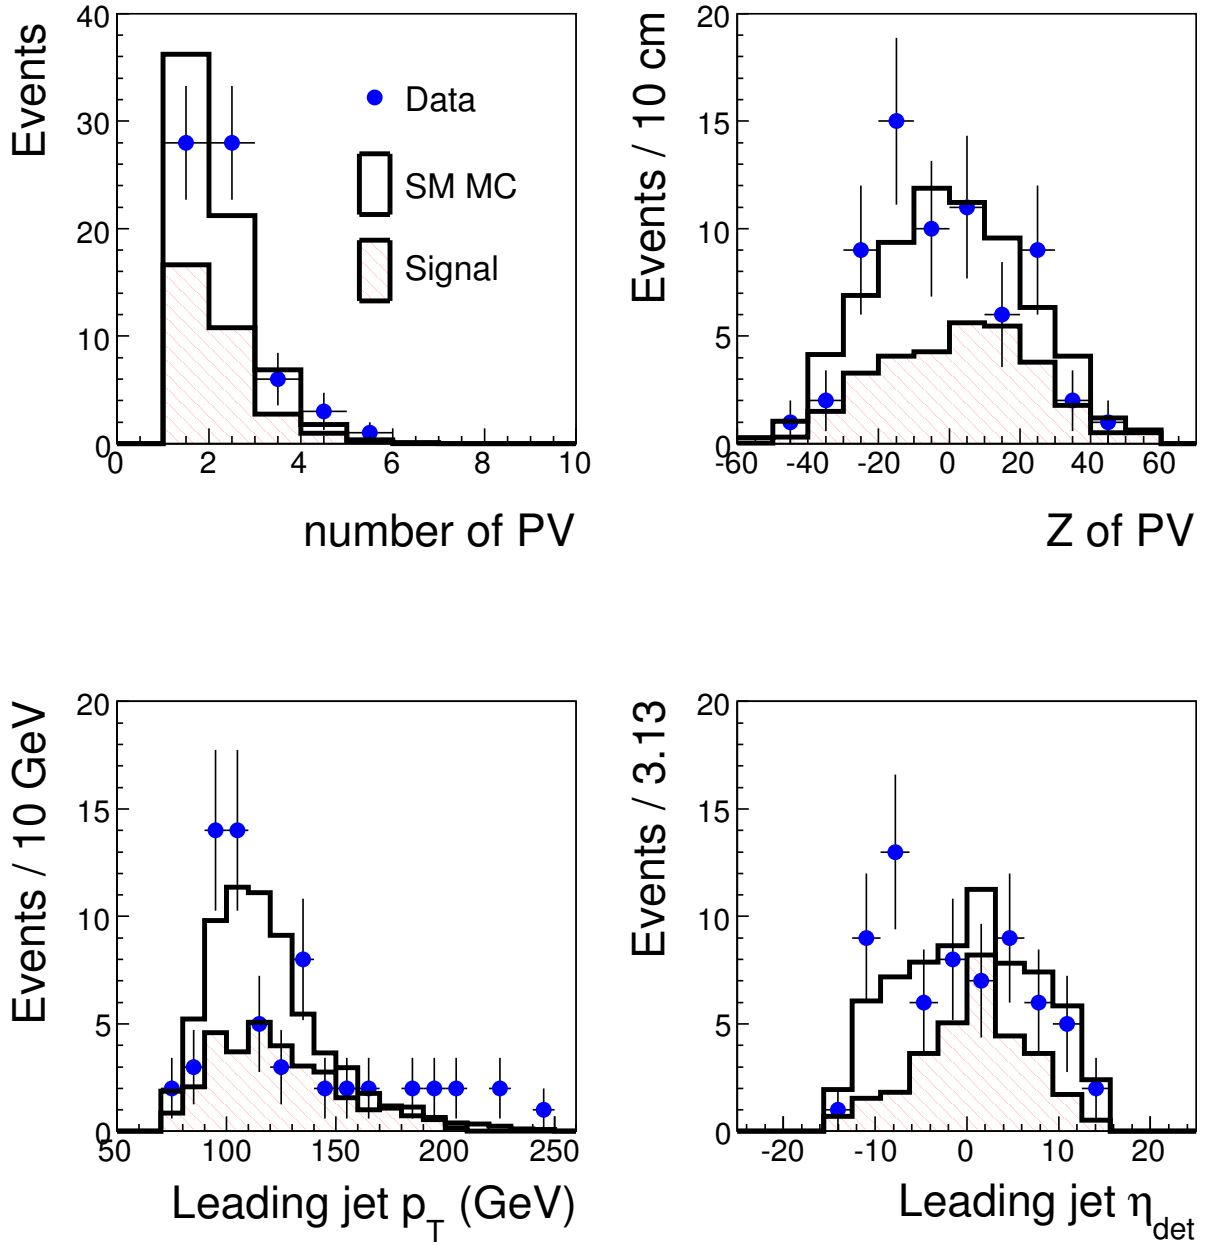 Events
40
30
20
10
0
0 2 4 6 8 10
number of PV
Data
SM MC
Signal
Events / 10 cm
20
15
10
5
0
-60 -40 -20 0 20 40 60
Z of PV
Events / 10 GeV
20
15
10
5
0
50 100 150 200 250
Leading jet p_T (GeV)
Events / 3.13
20
15
10
5
0
-20 -10 0 10 20
Leading jet η_det